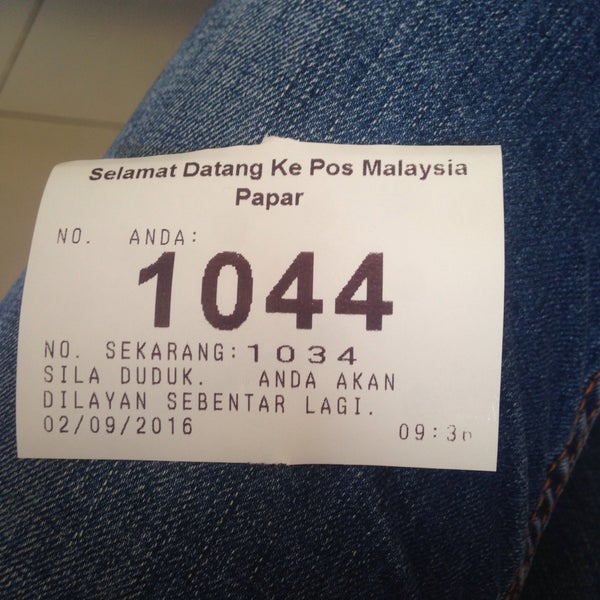 Selamat Datang Ke Pos Malaysia
Papar
NO. ANDA:
1044
NO. SEKARANG: 1034
SILA DUDUK. ANDA AKAN
DILAYAN SEBENTAR LAGI.
02/09/2016